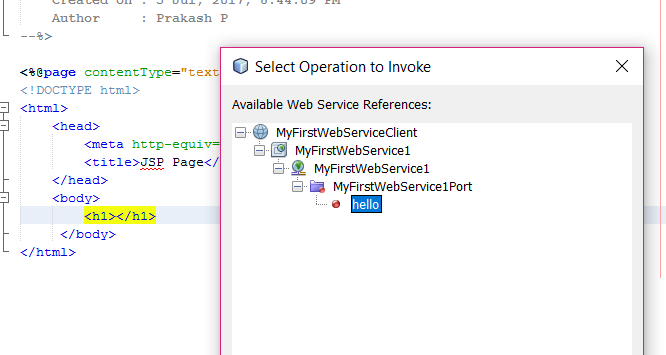 Created on : 5 Jul, 2017, 8:44:09 PM
Author : Prakash P
--%>
<%@page contentType="text
<!DOCTYPE html>
<html>
<head>
<meta http-equiv=
<title>JSP Page</
</head>
<body>
<h1></h1>
</body>
</html>
Select Operation to Invoke
Available Web Service References:
MyFirstWebServiceClient
MyFirstWebService1
MyFirstWebService1
MyFirstWebService1Port
hello